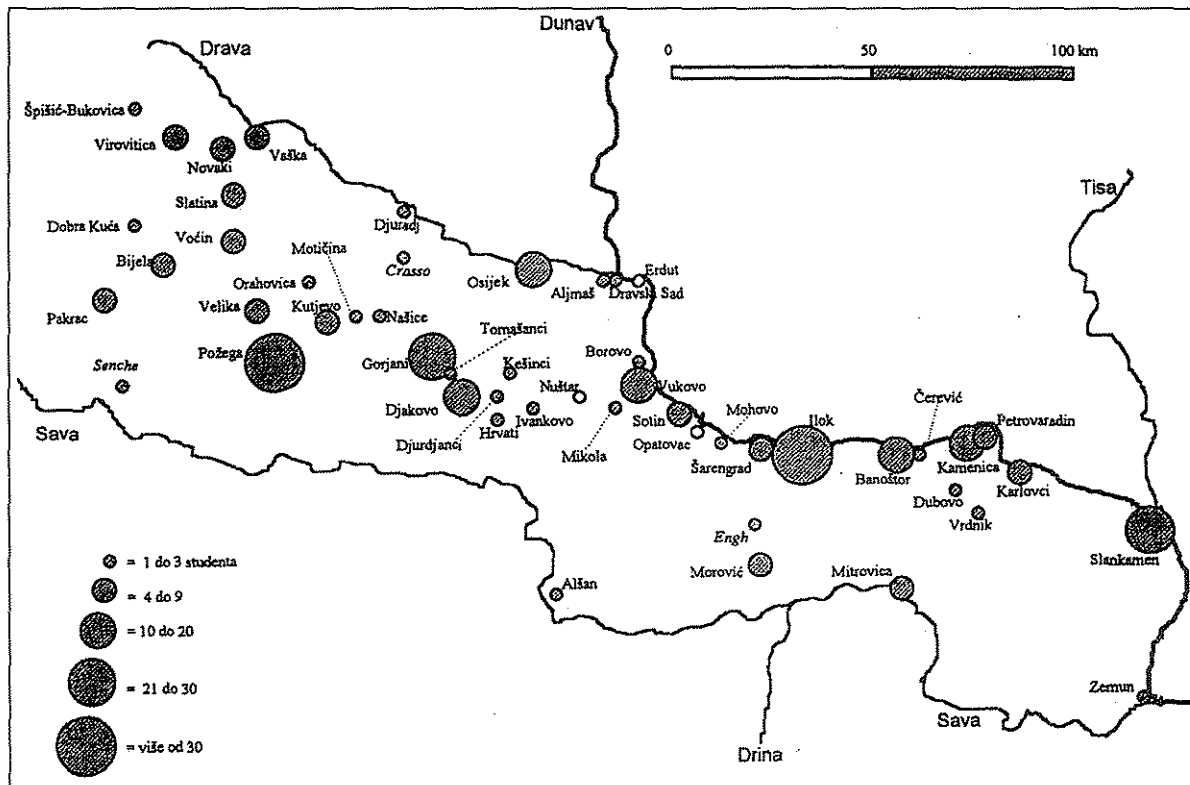 Dunav
Drava
0
50
100 km
Špišić-Bukovica
Virovitica
Novaki
Vaška
Tisa
Slatina
Dobra Kuća
Voćin
Djuradj
Motičina
Bijela
Crasso
Erdut
Orahovica
Osijek
Aljmaš
Dravski Sad
Pakrac
Velika
Kutjevo
Našice
Tomašanci
Požega
Gorjani
Kešinci
Borovo
Senche
Nuštar
Vukovo
Čerević
Djakovo
Sotin
Mohovo
Ilok
Petrovaradin
Sava
Djurdjanci
Hrvati
Ivankovo
Mikola
Opatovac
Šarengrad
Banoštor
Kamenica
Karlovci
Dubovo
Vrdnik
Engh
Slankamen
= 1 do 3 studenta
Alšan
Morović
Mitrovica
= 4 do 9
= 10 do 20
= 21 do 30
Zemun
Sava
= više od 30
Drina